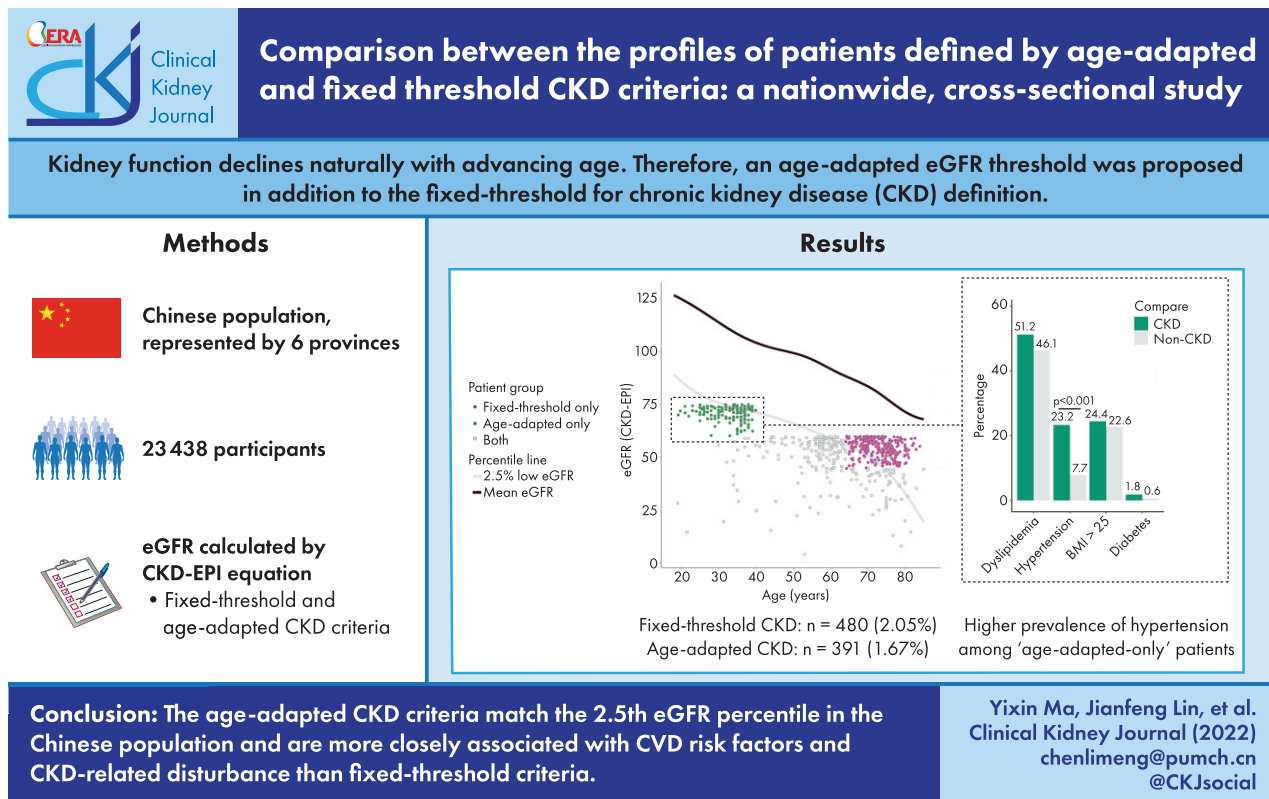 ERA
CKJ
Clinical
Kidney
Journal
Comparison between the profiles of patients defined by age-adapted
and fixed threshold CKD criteria: a nationwide, cross-sectional study
Kidney function declines naturally with advancing age. Therefore, an age-adapted eGFR threshold was proposed
in addition to the fixed-threshold for chronic kidney disease (CKD) definition.
Methods
Chinese population,
represented by 6 provinces
23 438 participants
eGFR calculated by
CKD-EPI equation
• Fixed-threshold and
age-adapted CKD criteria
Results
Patient group
Fixed-threshold only
Age-adapted only
Both
Percentile line
2.5% low eGFR
Mean eGFR
eGFR (CKD-EPI)
125
100
75
50
25
0
20 30 40 50 60 70 80
Age (years)
Fixed-threshold CKD: n = 480 (2.05%)
Age-adapted CKD: n = 391 (1.67%)
Compare
CKD
Non-CKD
Percentage
60
40
20
0
51.2
46.1
p<0.001
23.2
7.7
24.4
22.6
1.8
0.6
Dyslipidemia
Hypertension
BMI > 25
Diabetes
Higher prevalence of hypertension
among ‘age-adapted-only’ patients
Conclusion: The age-adapted CKD criteria match the 2.5th eGFR percentile in the
Chinese population and are more closely associated with CVD risk factors and
CKD-related disturbance than fixed-threshold criteria.
Yixin Ma, Jianfeng Lin, et al.
Clinical Kidney Journal (2022)
chenlimeng@pumch.cn
@CKJsocial